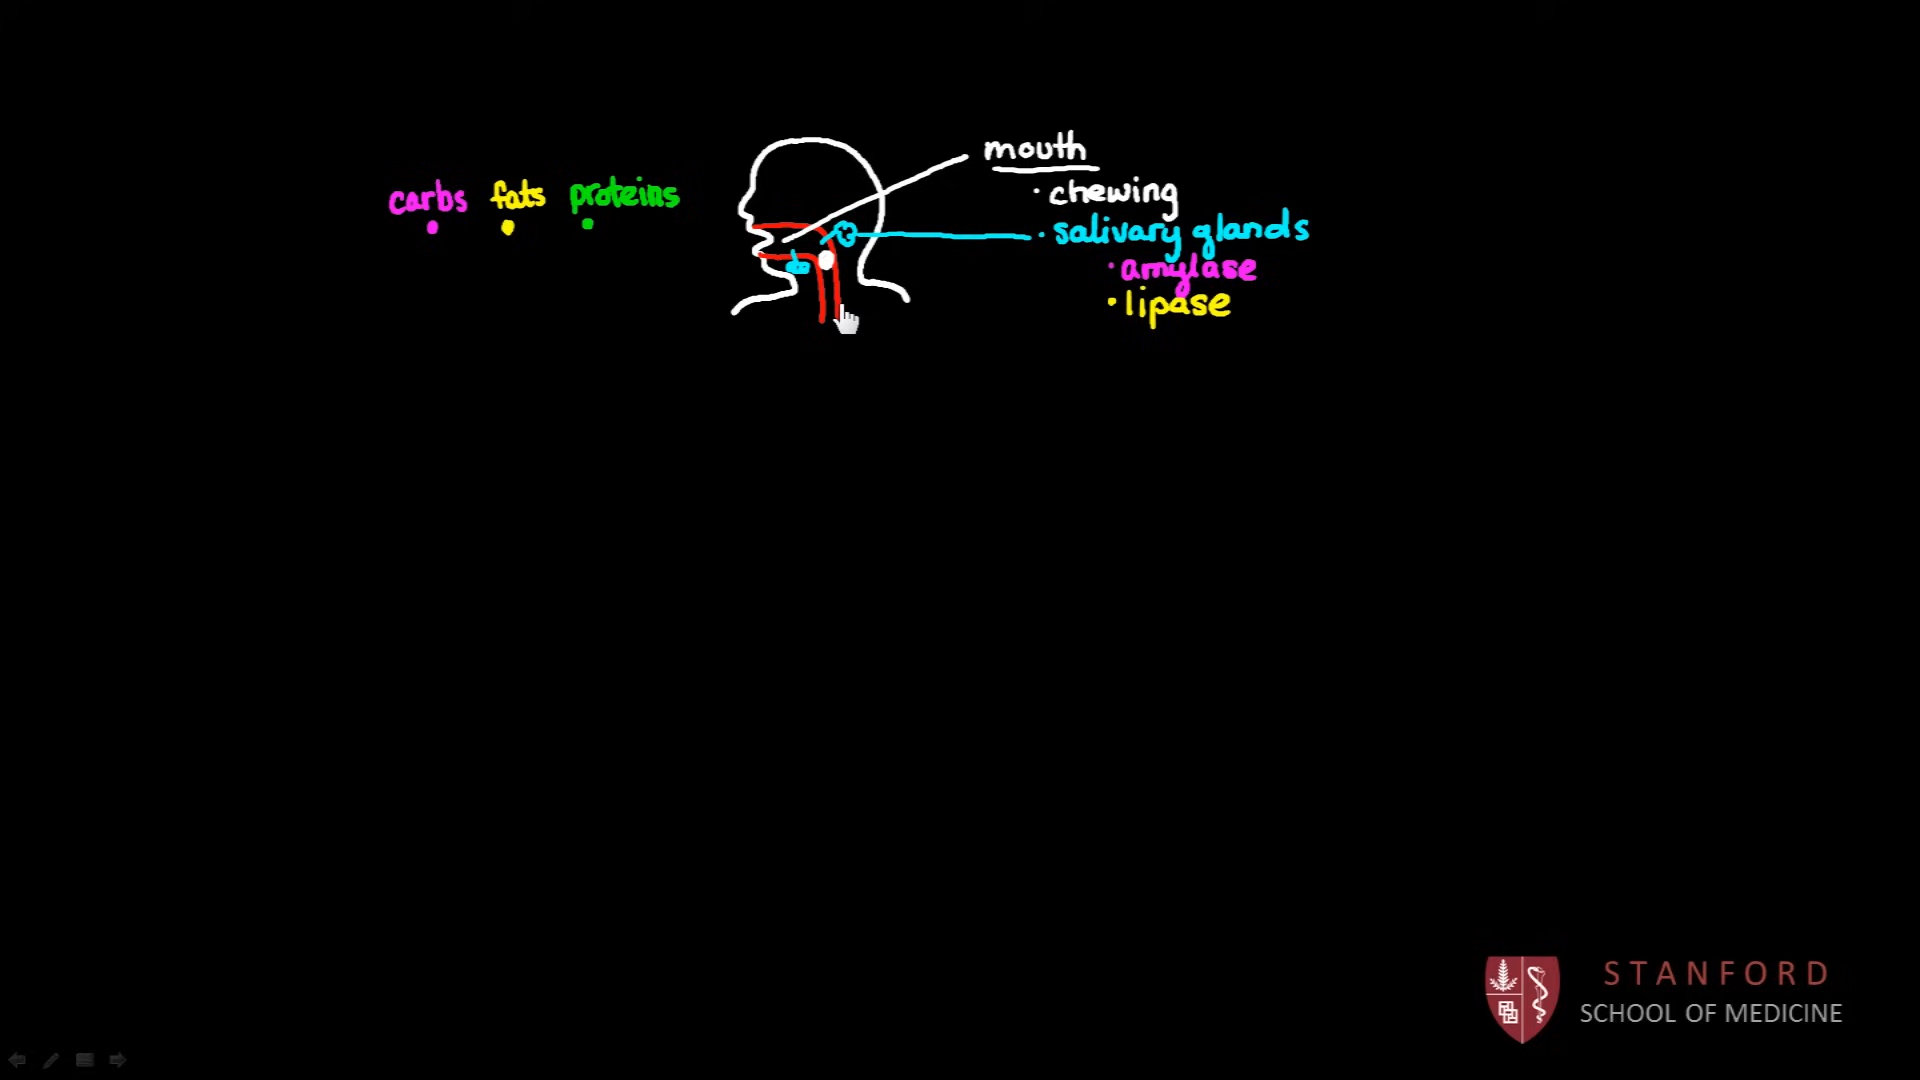 mouth
carbs fats proteins
· chewing
· salivary glands
· amylase
· lipase
STANFORD
SCHOOL OF MEDICINE